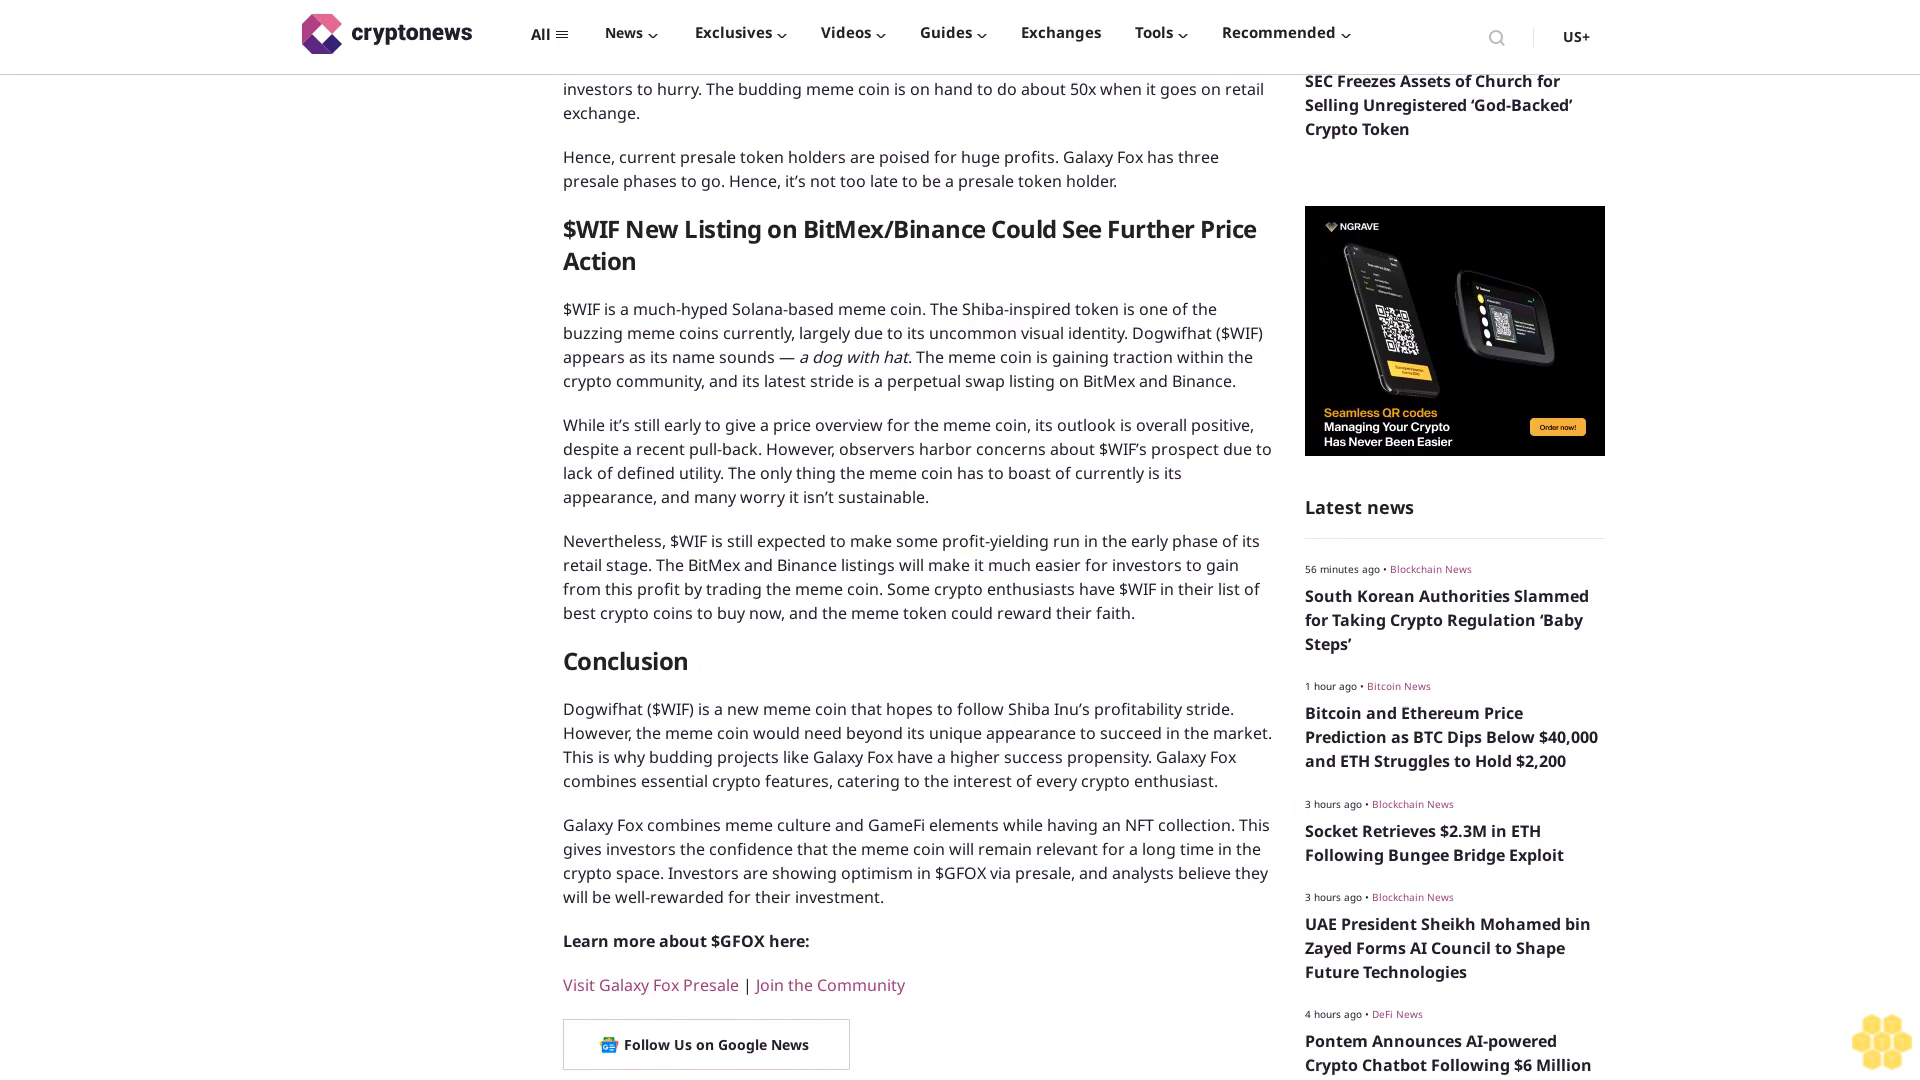 cryptonews
All
News
Exclusives
Videos
Guides
Exchanges
Tools
Recommended
US+
investors to hurry. The budding meme coin is on hand to do about 50x when it goes on retail
exchange.
Hence, current presale token holders are poised for huge profits. Galaxy Fox has three
presale phases to go. Hence, it’s not too late to be a presale token holder.
$WIF New Listing on BitMex/Binance Could See Further Price
Action
$WIF is a much-hyped Solana-based meme coin. The Shiba-inspired token is one of the
buzzing meme coins currently, largely due to its uncommon visual identity. Dogwifhat ($WIF)
appears as its name sounds — a dog with hat. The meme coin is gaining traction within the
crypto community, and its latest stride is a perpetual swap listing on BitMex and Binance.
While it’s still early to give a price overview for the meme coin, its outlook is overall positive,
despite a recent pull-back. However, observers harbor concerns about $WIF’s prospect due to
lack of defined utility. The only thing the meme coin has to boast of currently is its
appearance, and many worry it isn’t sustainable.
Nevertheless, $WIF is still expected to make some profit-yielding run in the early phase of its
retail stage. The BitMex and Binance listings will make it much easier for investors to gain
from this profit by trading the meme coin. Some crypto enthusiasts have $WIF in their list of
best crypto coins to buy now, and the meme token could reward their faith.
Conclusion
Dogwifhat ($WIF) is a new meme coin that hopes to follow Shiba Inu’s profitability stride.
However, the meme coin would need beyond its unique appearance to succeed in the market.
This is why budding projects like Galaxy Fox have a higher success propensity. Galaxy Fox
combines essential crypto features, catering to the interest of every crypto enthusiast.
Galaxy Fox combines meme culture and GameFi elements while having an NFT collection. This
gives investors the confidence that the meme coin will remain relevant for a long time in the
crypto space. Investors are showing optimism in $GFOX via presale, and analysts believe they
will be well-rewarded for their investment.
Learn more about $GFOX here:
Visit Galaxy Fox Presale | Join the Community
Follow Us on Google News
SEC Freezes Assets of Church for
Selling Unregistered ‘God-Backed’
Crypto Token
NGRAVE
Seamless QR codes
Managing Your Crypto
Has Never Been Easier
Order now!
Latest news
56 minutes ago • Blockchain News
South Korean Authorities Slammed
for Taking Crypto Regulation ‘Baby
Steps’
1 hour ago • Bitcoin News
Bitcoin and Ethereum Price
Prediction as BTC Dips Below $40,000
and ETH Struggles to Hold $2,200
3 hours ago • Blockchain News
Socket Retrieves $2.3M in ETH
Following Bungee Bridge Exploit
3 hours ago • Blockchain News
UAE President Sheikh Mohamed bin
Zayed Forms AI Council to Shape
Future Technologies
4 hours ago • DeFi News
Pontem Announces AI-powered
Crypto Chatbot Following $6 Million